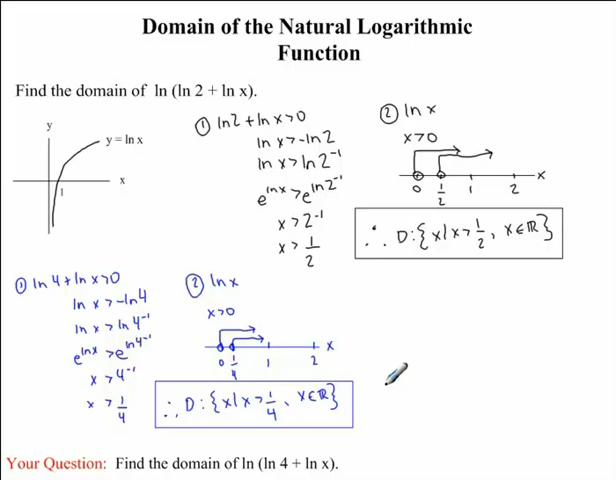 Domain of the Natural Logarithmic
Function
Find the domain of ln (ln 2 + ln x).
y
y = ln x
x
1
① ln2 + ln x > 0
ln x > -ln 2
ln x > ln 2⁻¹
e^(ln x) > e^(ln 2⁻¹)
x > 2⁻¹
x > 1/2
② ln x
x > 0
0 1/2 1 2 x
∴ D: {x | x > 1/2, x ∈ ℝ}
① ln 4 + ln x > 0
ln x > -ln 4
ln x > ln 4⁻¹
e^(ln x) > e^(ln 4⁻¹)
x > 4⁻¹
x > 1/4
② ln x
x > 0
0 1/4 1 2 x
∴ D: {x | x > 1/4, x ∈ ℝ}
Your Question: Find the domain of ln (ln 4 + ln x).